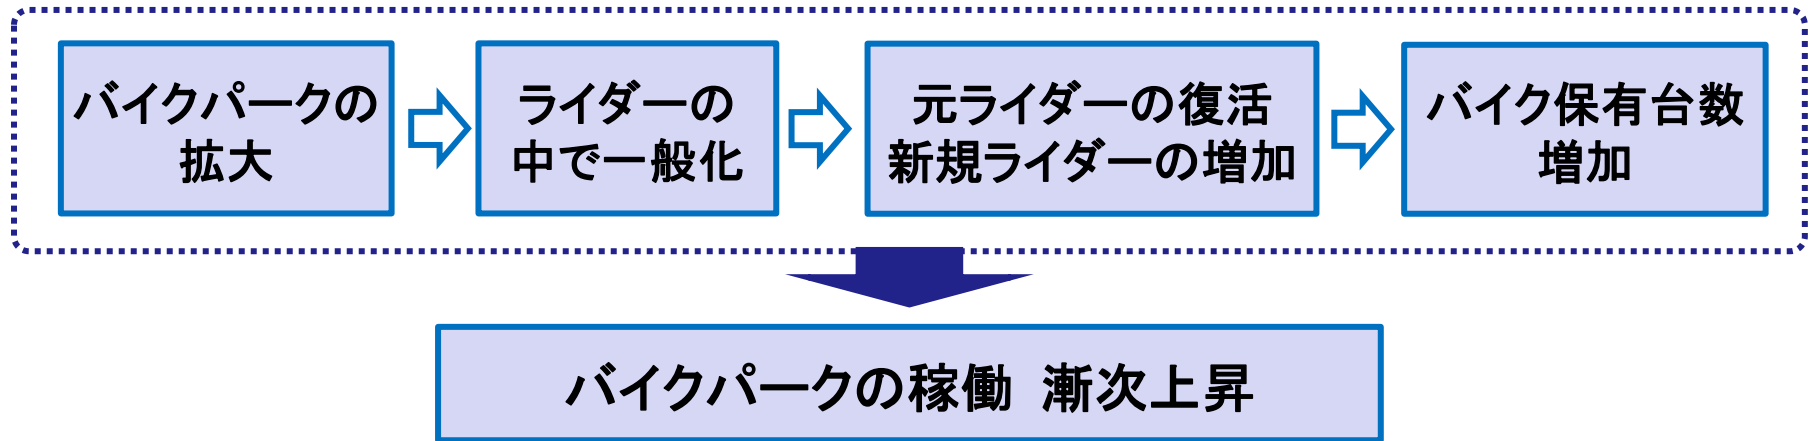 バイクパークの
拡大
ライダーの
中で一般化
元ライダーの復活
新規ライダーの増加
バイク保有台数
増加
バイクパークの稼働 漸次上昇